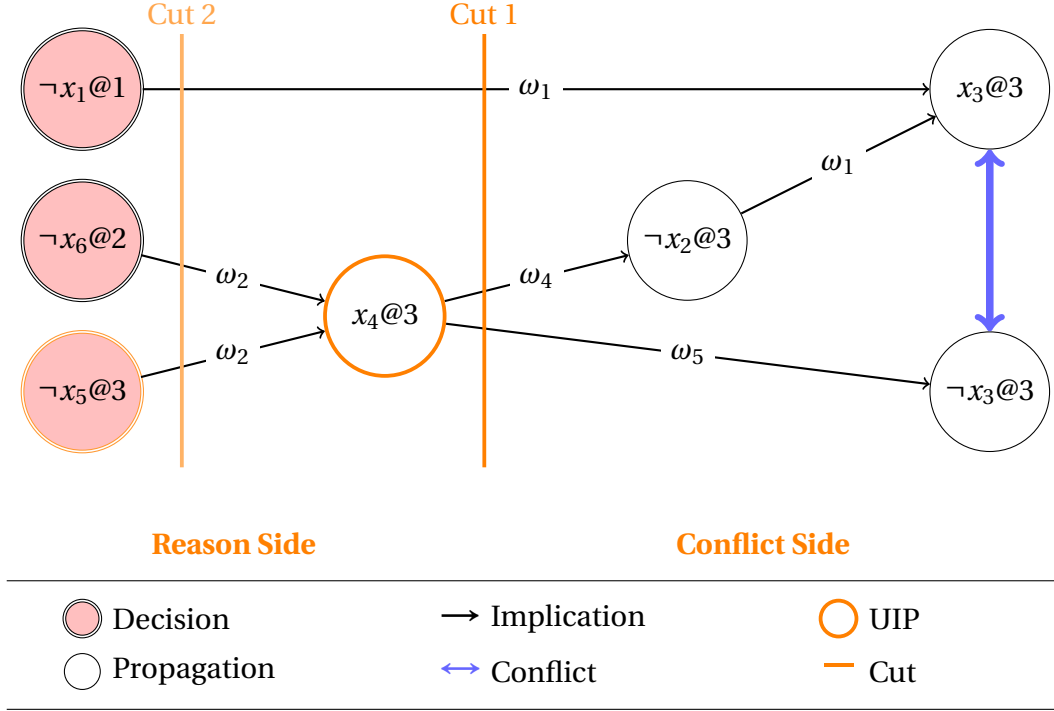 Cut 2
Cut 1
¬x₁@1
ω₁
x₃@3
ω₁
¬x₆@2
¬x₂@3
ω₂
ω₄
x₄@3
ω₂
ω₅
¬x₅@3
¬x₃@3
Reason Side
Conflict Side
Decision
Implication
UIP
Propagation
Conflict
Cut